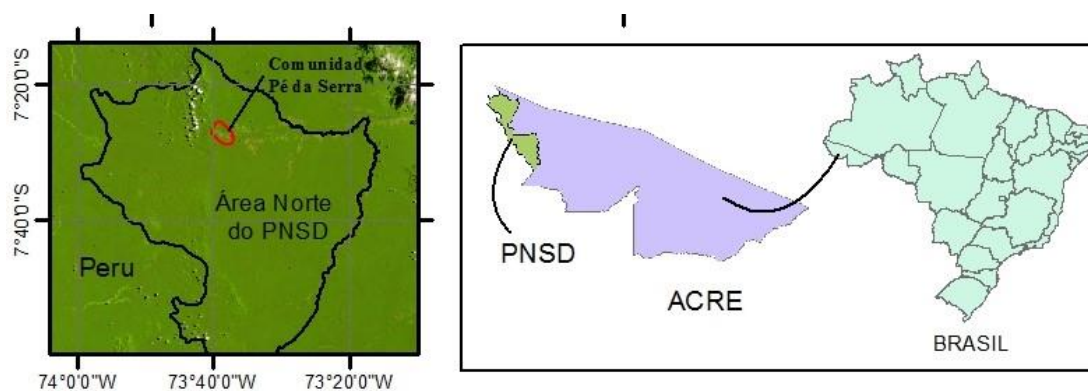 Comunidad
Pé da Serra
7°20'0"S
7°40'0"S
Área Norte
do PNSD
Peru
74°0'0"W
73°40'0"W
73°20'0"W
PNSD
ACRE
BRASIL